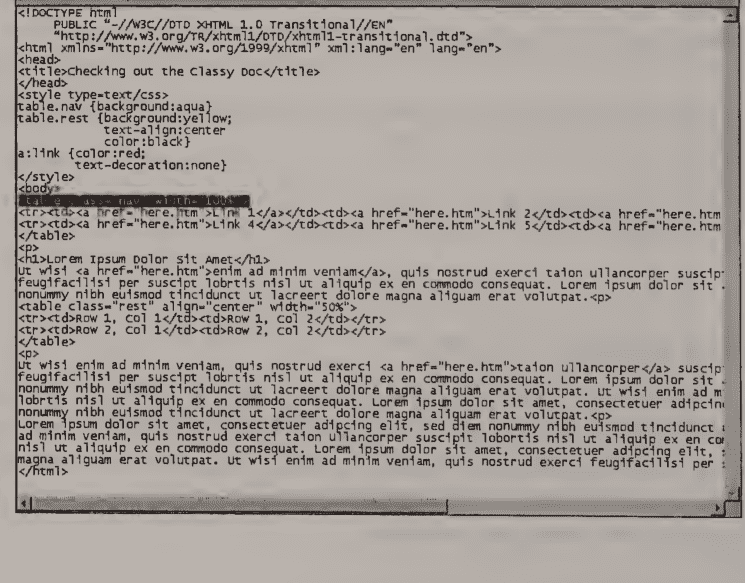 <!DOCTYPE html
PUBLIC "-//W3C//DTD XHTML 1.0 Transitional//EN"
"http://www.w3.org/TR/xhtml1/DTD/xhtml1-transitional.dtd">
<html xmlns="http://www.w3.org/1999/xhtml" xml:lang="en" lang="en">
<head>
<title>Checking out the Classy Doc</title>
</head>
<style type=text/css>
table.nav {background:aqua}
table.rest {background:yellow;
text-align:center
color:black}
a:link {color:red;
text-decoration:none}
</style>
<body>
<table class="nav" width="100%">
<tr><td><a href="here.htm">Link 1</a></td><td><a href="here.htm">Link 2</td><td><a href="here.htm
<tr><td><a href="here.htm">Link 4</a></td><td><a href="here.htm">Link 5</td><td><a href="here.htm
</table>
<p>
<h1>Lorem Ipsum Dolor Sit Amet</h1>
Ut wisi <a href="here.htm">enim ad minim veniam</a>, quis nostrud exerci taion ullancorper suscip
feugifacilisi per suscipt lobrtis nisl ut aliquip ex en commodo consequat. Lorem ipsum dolor sit
nonummy nibh euismod tincidunt ut lacreert dolore magna aliguam erat volutpat.<p>
<table class="rest" align="center" width="50%">
<tr><td>Row 1, Col 1</td><td>Row 1, Col 2</td></tr>
<tr><td>Row 2, Col 1</td><td>Row 2, Col 2</td></tr>
</table>
<p>
Ut wisi enim ad minim veniam, quis nostrud exerci <a href="here.htm">taion ullancorper</a> suscip
feugifacilisi per suscipt lobrtis nisl ut aliquip ex en commodo consequat. Lorem ipsum dolor sit
nonummy nibh euismod tincidunt ut lacreert dolore magna aliguam erat volutpat. Ut wisi enim ad m
lobrtis nisl ut aliquip ex en commodo consequat. Lorem ipsum dolor sit amet, consectetuer adipcin
nonummy nibh euismod tincidunt ut lacreert dolore magna aliguam erat volutpat.<p>
Lorem ipsum dolor sit amet, consectetuer adipcing elit, sed diem nonummy nibh euismod tincidunt
ad minim veniam, quis nostrud exerci taion ullancorper suscipit lobortis nisl ut aliquip ex en co
nisl ut aliquip ex en commodo consequat. Lorem ipsum dolor sit amet, consectetuer adipcing elit,
magna aliguam erat volutpat. Ut wisi enim ad minim veniam, quis nostrud exerci feugifacilisi per
</html>